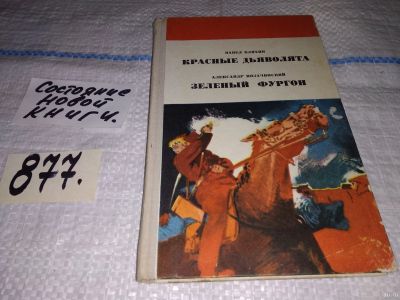 Состояние
новой
книги.
877.
ПАВЕЛ БЛЯХИН
КРАСНЫЕ ДЬЯВОЛЯТА
АЛЕКСАНДР КОЗАЧИНСКИЙ
ЗЕЛЕНЫЙ ФУРГОН